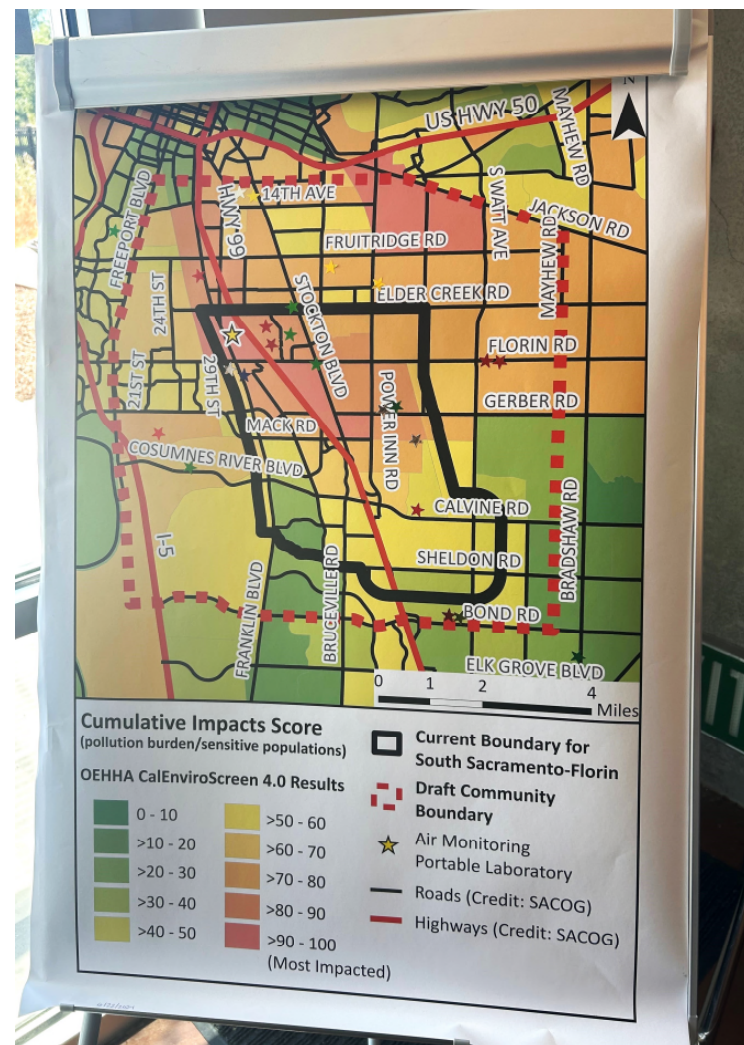 N
US HWY 50
MAYHEW RD
FREEPORT BLVD
HWY 99
14TH AVE
S WATT AVE
JACKSON RD
FRUITRIDGE RD
MAYHEW RD
24TH ST
STOCKTON BLVD
ELDER CREEK RD
21ST ST
29TH ST
FLORIN RD
POWER INN RD
GERBER RD
MACK RD
COSUMNES RIVER BLVD
CALVINE RD
BRADSHAW RD
I-5
SHELDON RD
FRANKLIN BLVD
BRUCEVILLE RD
BOND RD
ELK GROVE BLVD
0 1 2 4
Miles
Cumulative Impacts Score
(pollution burden/sensitive populations)
OEHHA CalEnviroScreen 4.0 Results
0 - 10
>10 - 20
>20 - 30
>30 - 40
>40 - 50
>50 - 60
>60 - 70
>70 - 80
>80 - 90
>90 - 100
(Most Impacted)
Current Boundary for
South Sacramento-Florin
Draft Community
Boundary
Air Monitoring
Portable Laboratory
Roads (Credit: SACOG)
Highways (Credit: SACOG)